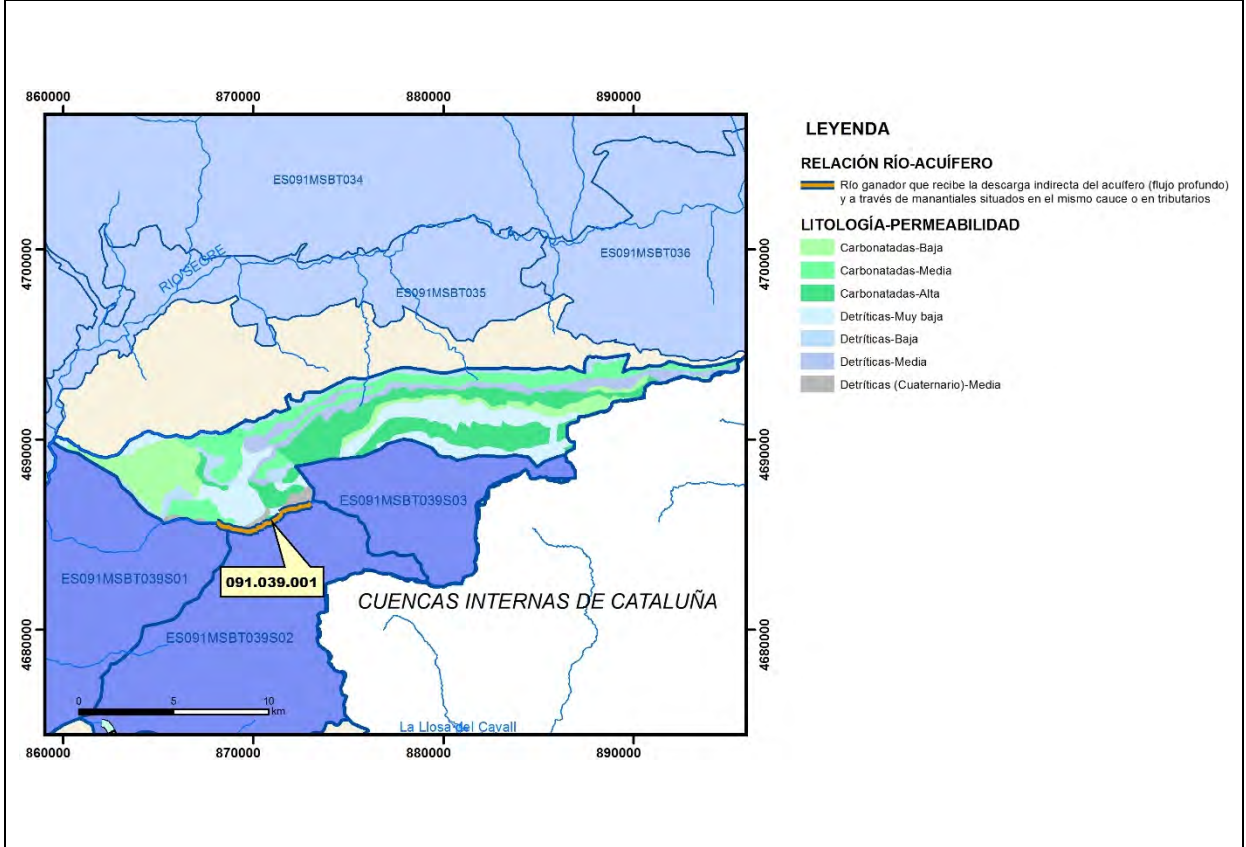 860000
870000
880000
890000
4700000
4700000
4690000
4690000
4680000
4680000
ES091MSBT034
ES091MSBT036
RIO SEGRE
ES091MSBT035
ES091MSBT039S03
ES091MSBT039S01
091.039.001
CUENCAS INTERNAS DE CATALUÑA
ES091MSBT039S02
0 5 10
km
La Llosa del Cavall
860000
870000
880000
890000
LEYENDA
RELACIÓN RÍO-ACUÍFERO
Río ganador que recibe la descarga indirecta del acuífero (flujo profundo)
y a través de manantiales situados en el mismo cauce o en tributarios
LITOLOGÍA-PERMEABILIDAD
Carbonatadas-Baja
Carbonatadas-Media
Carbonatadas-Alta
Detríticas-Muy baja
Detríticas-Baja
Detríticas-Media
Detríticas (Cuaternario)-Media